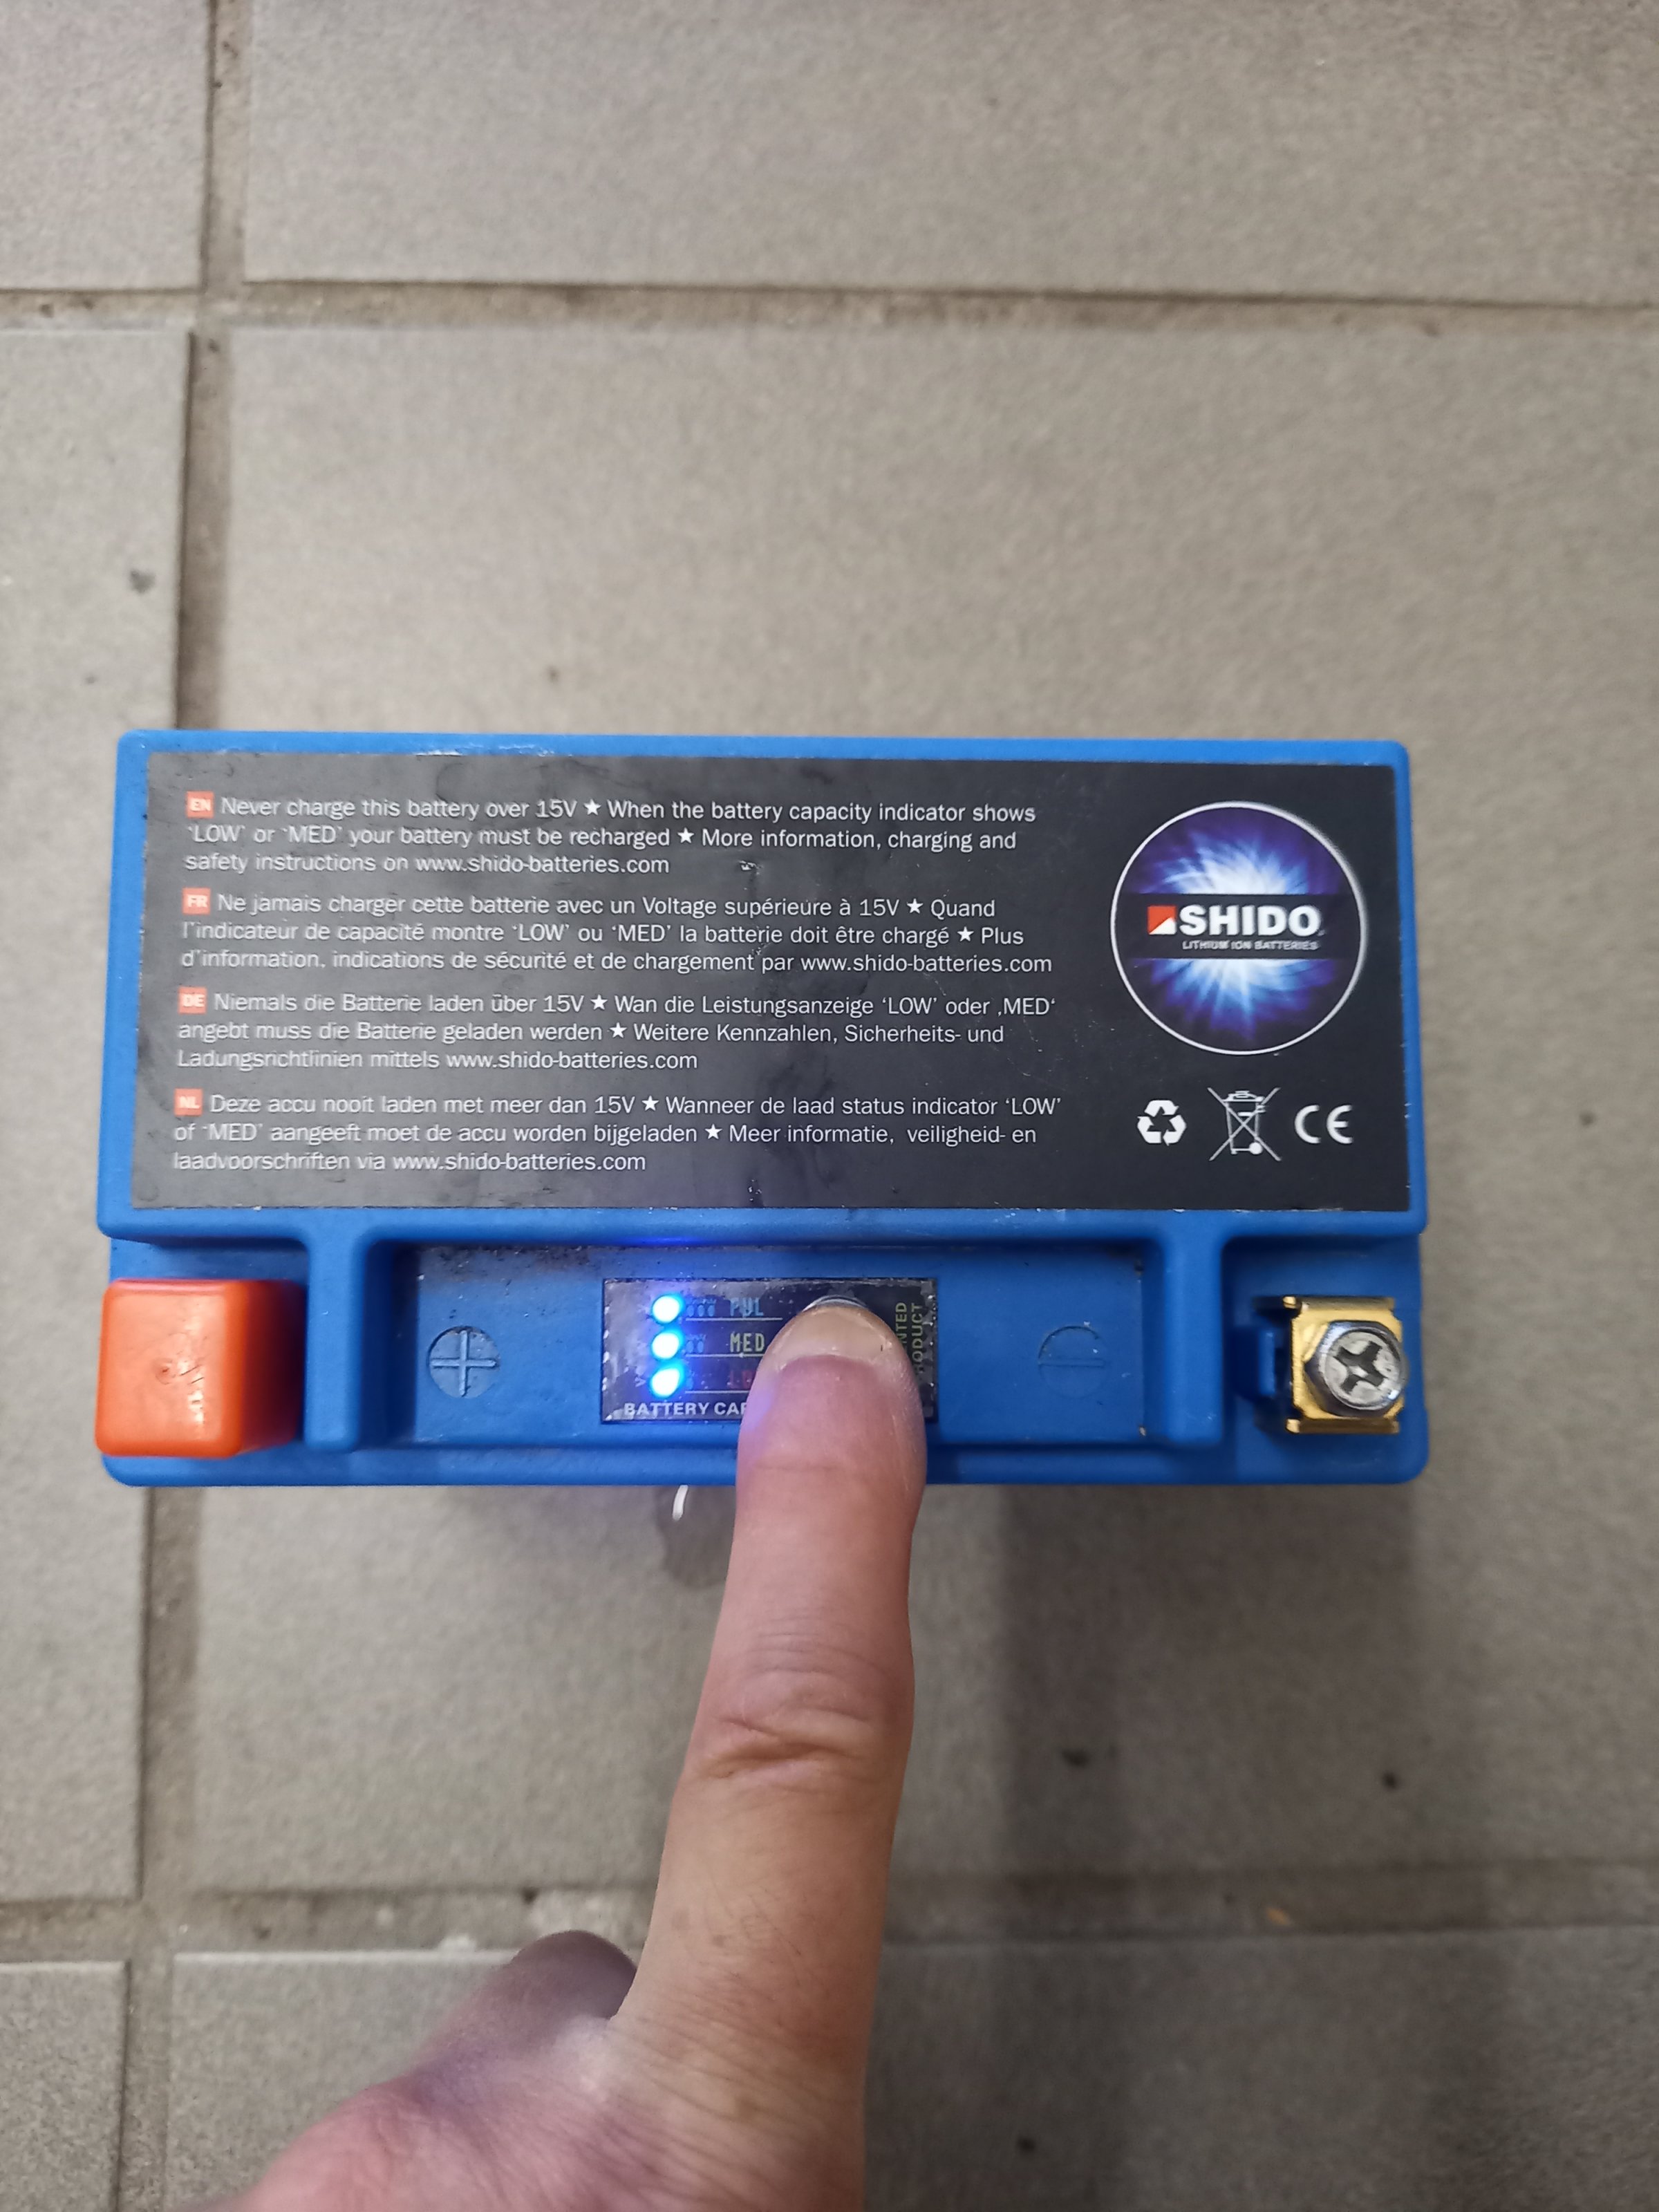 EN Never charge this battery over 15V ★ When the battery capacity indicator shows
‘LOW’ or ‘MED’ your battery must be recharged ★ More information, charging and
safety instructions on www.shido-batteries.com
FR Ne jamais charger cette batterie avec un Voltage supérieure à 15V ★ Quand
l’indicateur de capacité montre ‘LOW’ ou ‘MED’ la batterie doit être chargé ★ Plus
d’information, indications de sécurité et de chargement par www.shido-batteries.com
DE Niemals die Batterie laden über 15V ★ Wan die Leistungsanzeige ‘LOW’ oder ‚MED‘
angebt muss die Batterie geladen werden ★ Weitere Kennzahlen, Sicherheits- und
Ladungsrichtlinien mittels www.shido-batteries.com
NL Deze accu nooit laden met meer dan 15V ★ Wanneer de laad status indicator ‘LOW’
of ‘MED’ aangeeft moet de accu worden bijgeladen ★ Meer informatie, veiligheid- en
laadvoorschriften via www.shido-batteries.com
SHIDO
LITHIUM ION BATTERIES
CE
MED
BATTERY